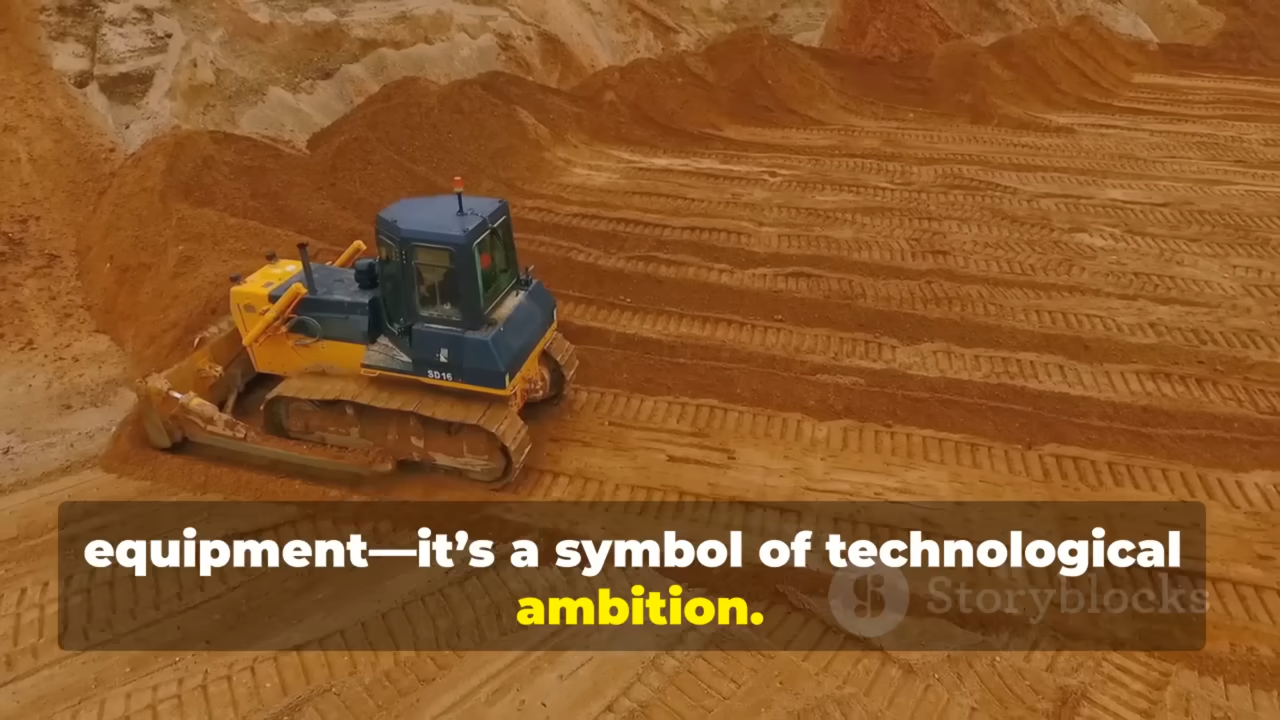 SD16
equipment—it's a symbol of technological
ambition.
Storyblocks